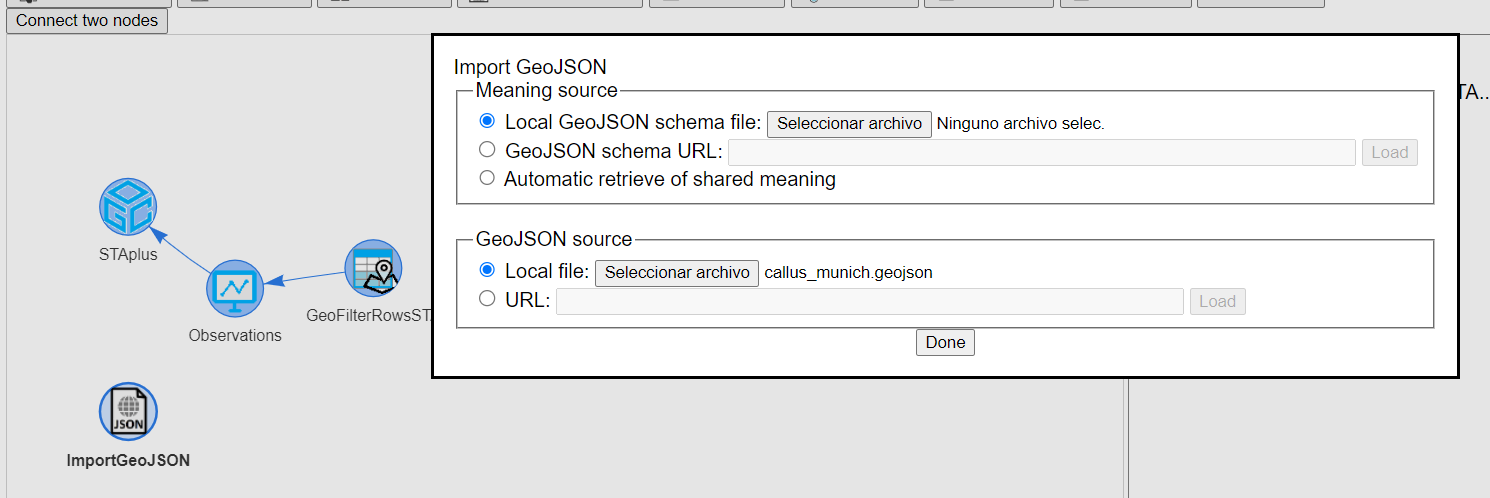 Connect two nodes
Import GeoJSON
Meaning source
Local GeoJSON schema file: Seleccionar archivo Ninguno archivo selec.
GeoJSON schema URL: Load
Automatic retrieve of shared meaning
GeoJSON source
Local file: Seleccionar archivo callus_munich.geojson
URL: Load
Done
TA...
OGC
STAplus
Observations
GeoFilterRowsST
JSON
ImportGeoJSON